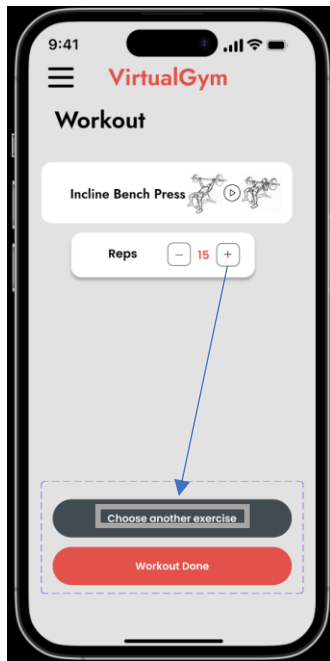 9:41
VirtualGym
Workout
Incline Bench Press
Reps - 15 +
Choose another exercise
Workout Done